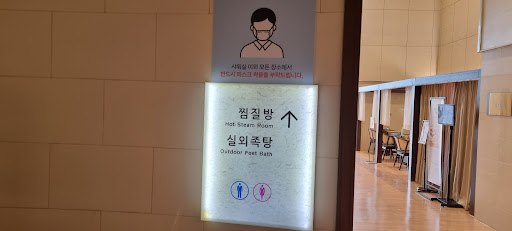 샤워실 이외 모든 장소에서
반드시 마스크 착용을 부탁드립니다.
찜질방
Hot Steam Room
실외족탕
Outdoor Feet Bath